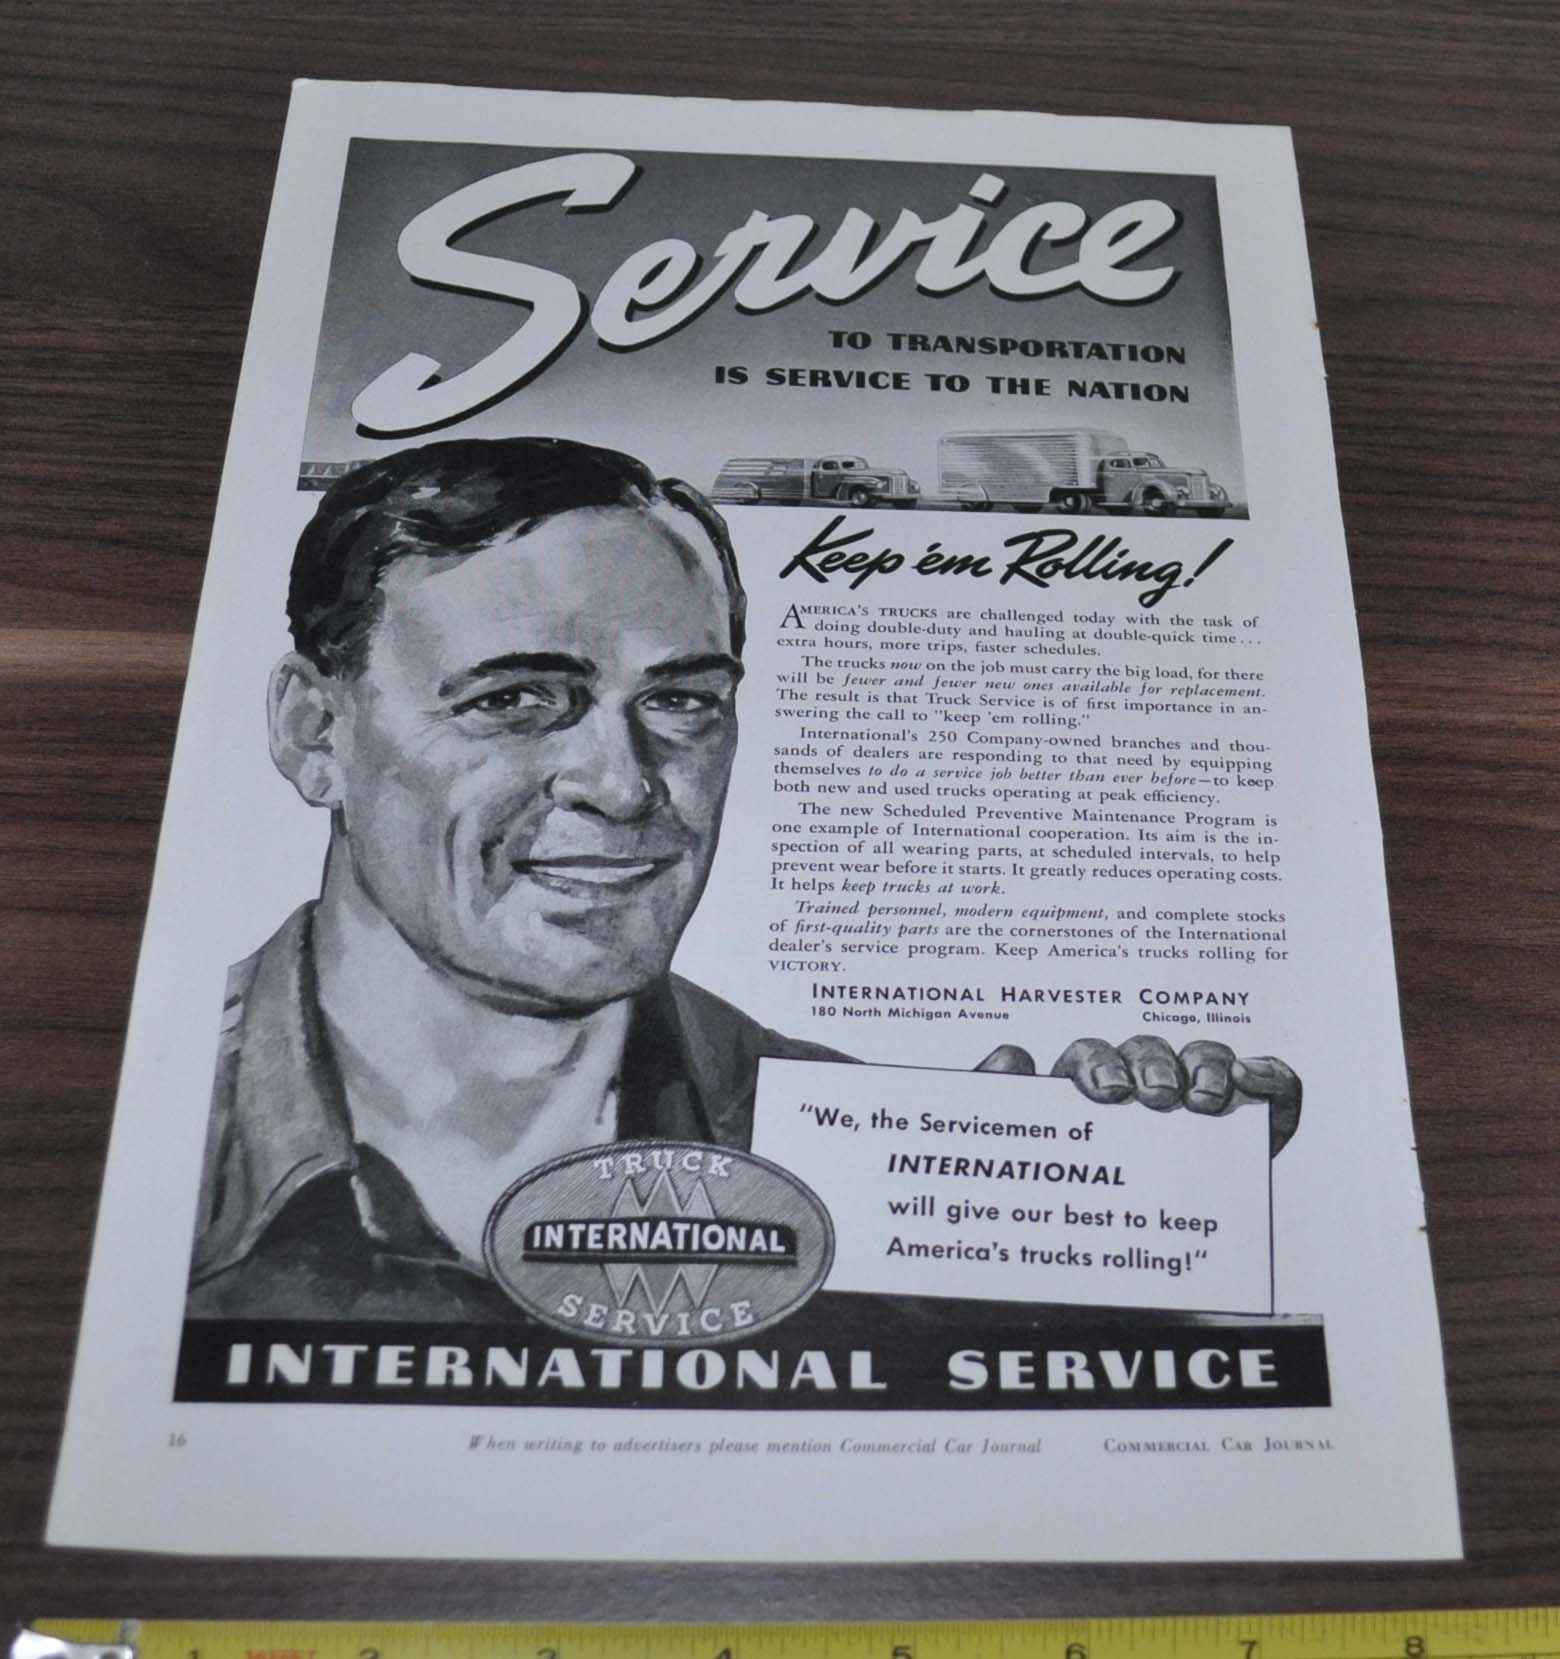 Service
TO TRANSPORTATION
IS SERVICE TO THE NATION
Keep 'em Rolling!
AMERICA'S TRUCKS are challenged today with the task of
doing double-duty and hauling at double-quick time...
extra hours, more trips, faster schedules.
The trucks now on the job must carry the big load, for there
will be fewer and fewer new ones available for replacement.
The result is that Truck Service is of first importance in an-
swering the call to "keep 'em rolling."
International's 250 Company-owned branches and thou-
sands of dealers are responding to that need by equipping
themselves to do a service job better than ever before—to keep
both new and used trucks operating at peak efficiency.
The new Scheduled Preventive Maintenance Program is
one example of International cooperation. Its aim is the in-
spection of all wearing parts, at scheduled intervals, to help
prevent wear before it starts. It greatly reduces operating costs.
It helps keep trucks at work.
Trained personnel, modern equipment, and complete stocks
of first-quality parts are the cornerstones of the International
dealer's service program. Keep America's trucks rolling for
VICTORY.
INTERNATIONAL HARVESTER COMPANY
180 North Michigan Avenue Chicago, Illinois
"We, the Servicemen of
INTERNATIONAL
will give our best to keep
America's trucks rolling!"
TRUCK
INTERNATIONAL
SERVICE
INTERNATIONAL SERVICE
16 When writing to advertisers please mention Commercial Car Journal COMMERCIAL CAR JOURNAL
1 2 3 4 5 6 7 8